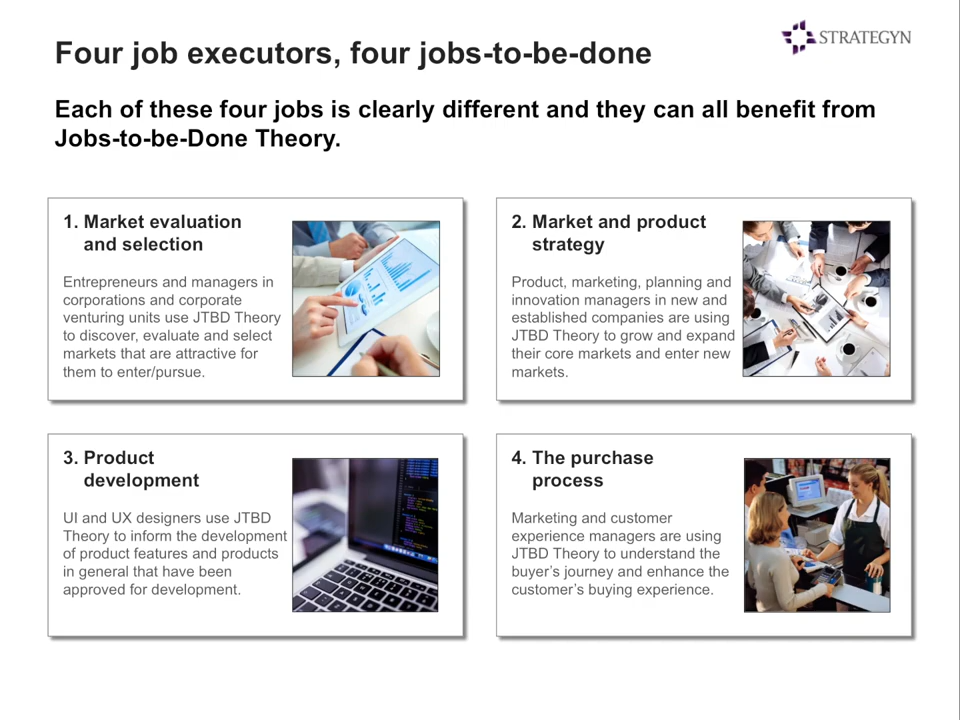 Four job executors, four jobs-to-be-done
STRATEGYN
Each of these four jobs is clearly different and they can all benefit from
Jobs-to-be-Done Theory.
1. Market evaluation
and selection
Entrepreneurs and managers in
corporations and corporate
venturing units use JTBD Theory
to discover, evaluate and select
markets that are attractive for
them to enter/pursue.
2. Market and product
strategy
Product, marketing, planning and
innovation managers in new and
established companies are using
JTBD Theory to grow and expand
their core markets and enter new
markets.
3. Product
development
UI and UX designers use JTBD
Theory to inform the development
of product features and products
in general that have been
approved for development.
4. The purchase
process
Marketing and customer
experience managers are using
JTBD Theory to understand the
buyer’s journey and enhance the
customer’s buying experience.